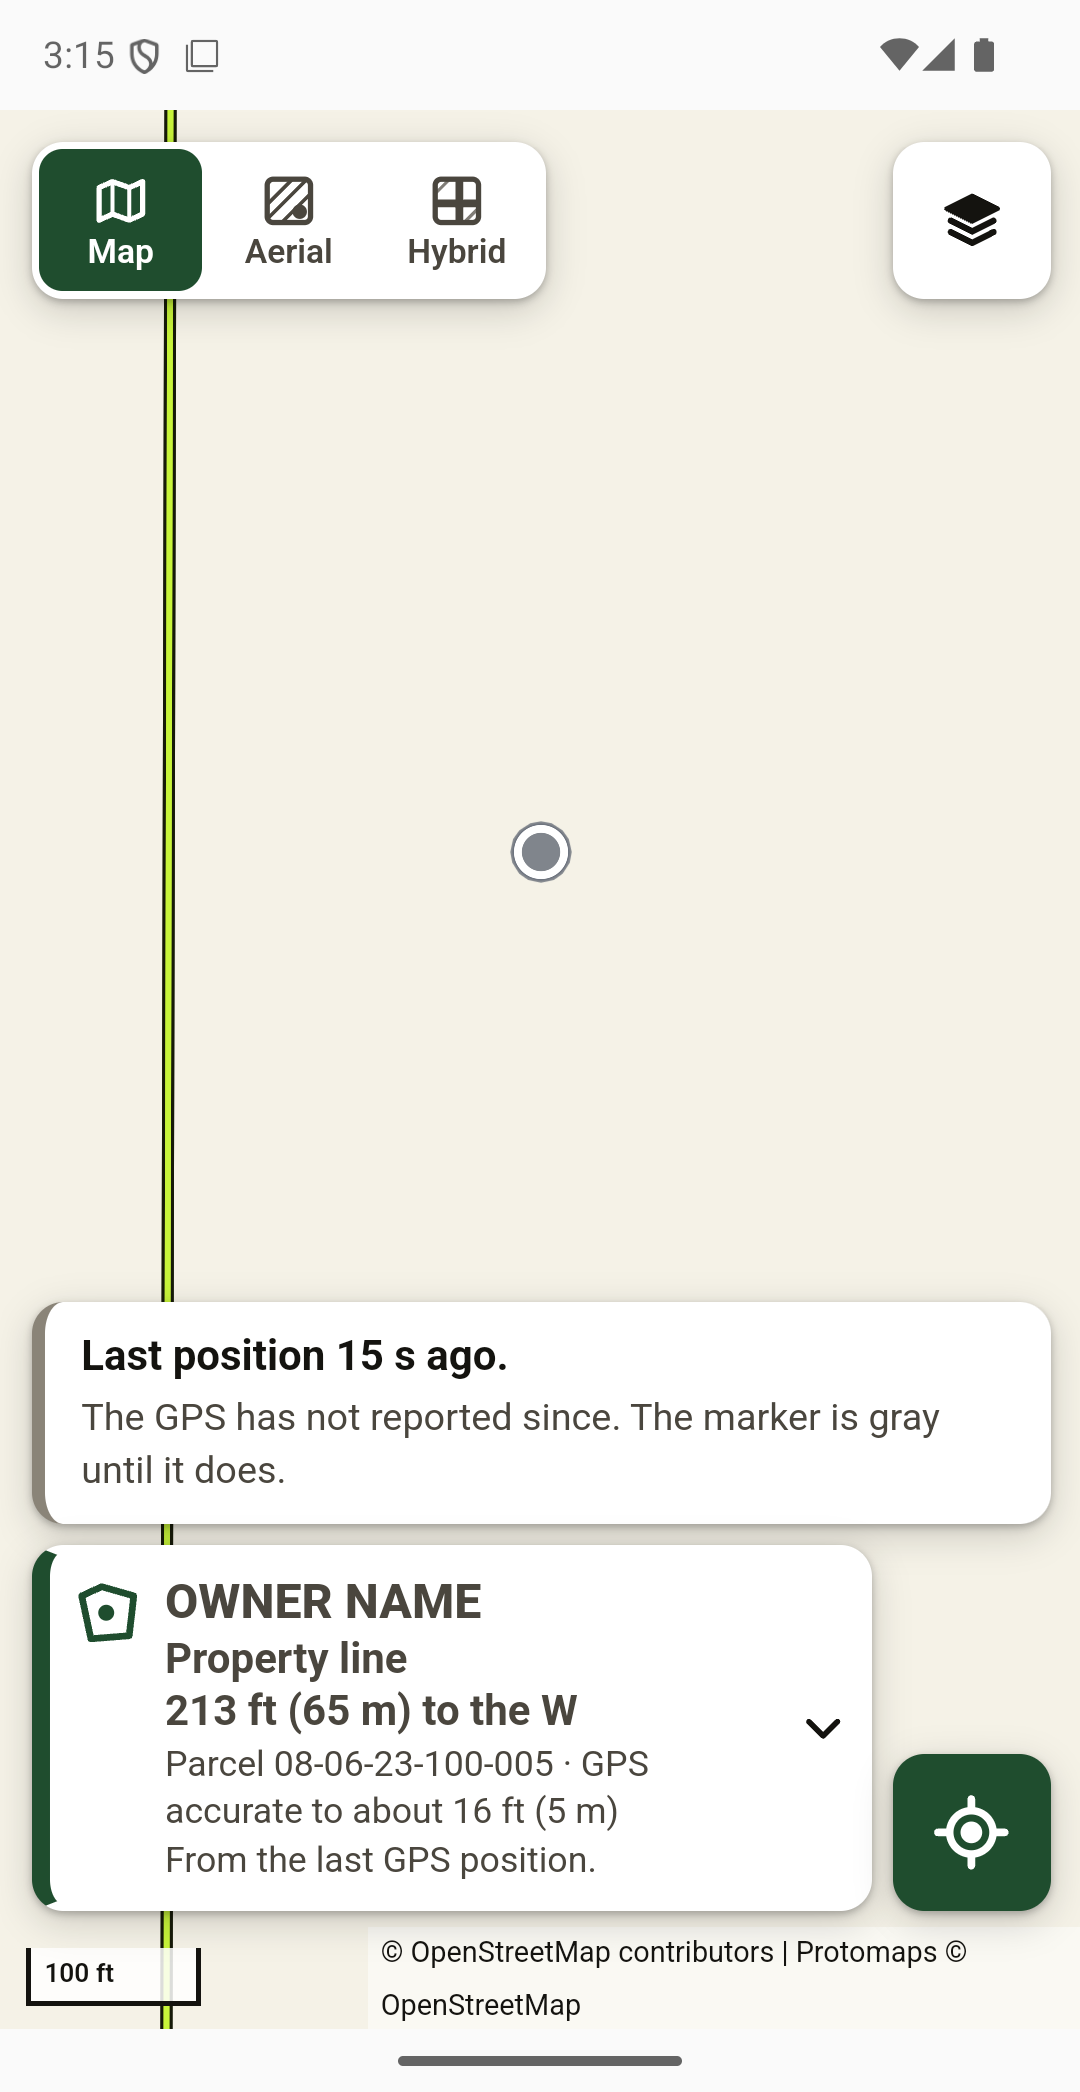 3:15
Map
Aerial
Hybrid
Last position 15 s ago.
The GPS has not reported since. The marker is gray
until it does.
OWNER NAME
Property line
213 ft (65 m) to the W
Parcel 08-06-23-100-005 · GPS
accurate to about 16 ft (5 m)
From the last GPS position.
100 ft
© OpenStreetMap contributors | Protomaps ©
OpenStreetMap